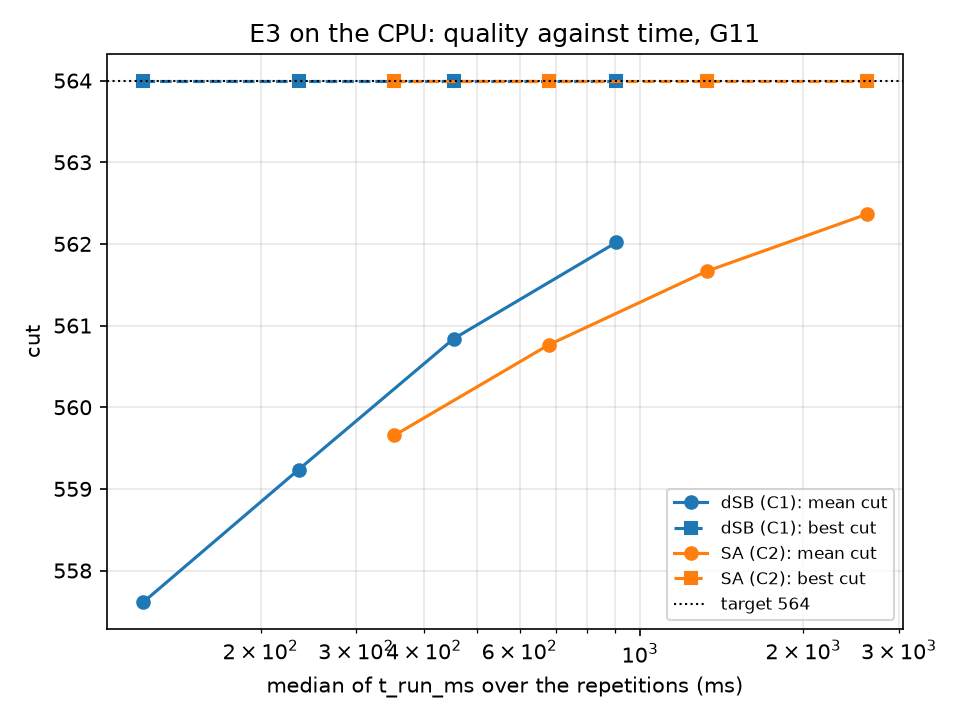 E3 on the CPU: quality against time, G11
564
563
562
561
560
559
558
cut
dSB (C1): mean cut
dSB (C1): best cut
SA (C2): mean cut
SA (C2): best cut
target 564
2 × 10² 3 × 10² 4 × 10² 6 × 10² 10³ 2 × 10³ 3 × 10³
median of t_run_ms over the repetitions (ms)